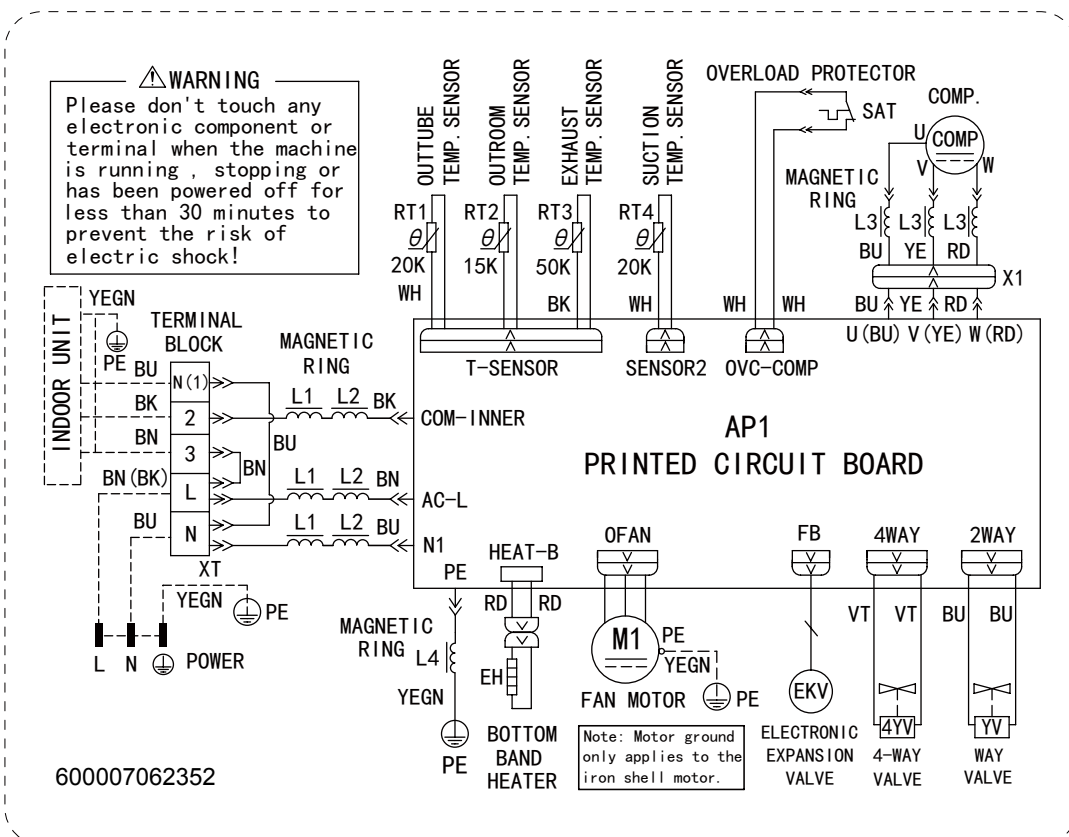 WARNING
Please don't touch any
electronic component or
terminal when the machine
is running , stopping or
has been powered off for
less than 30 minutes to
prevent the risk of
electric shock!
OUTTUBE
TEMP. SENSOR
OUTROOM
TEMP. SENSOR
EXHAUST
TEMP. SENSOR
SUCTION
TEMP. SENSOR
OVERLOAD PROTECTOR
SAT
COMP.
U
COMP
V
W
MAGNETIC
RING
L3
L3
L3
BU
YE
RD
X1
RT1
θ
20K
WH
RT2
θ
15K
RT3
θ
50K
BK
RT4
θ
20K
WH
WH
WH
BU
YE
RD
U(BU)
V(YE)
W(RD)
T-SENSOR
SENSOR2
OVC-COMP
INDOOR UNIT
YEGN
PE
TERMINAL
BLOCK
MAGNETIC
RING
BU
N(1)
BK
2
L1
L2
BK
COM-INNER
BN
3
BU
BN
BN(BK)
L
L1
L2
BN
AC-L
BU
N
L1
L2
BU
N1
XT
YEGN
PE
L
N
POWER
AP1
PRINTED CIRCUIT BOARD
PE
MAGNETIC
RING
L4
YEGN
PE
HEAT-B
RD
RD
EH
BOTTOM
BAND
HEATER
OFAN
M1
PE
YEGN
PE
FAN MOTOR
Note: Motor ground
only applies to the
iron shell motor.
FB
EKV
ELECTRONIC
EXPANSION
VALVE
4WAY
VT
VT
4YV
4-WAY
VALVE
2WAY
BU
BU
YV
WAY
VALVE
600007062352